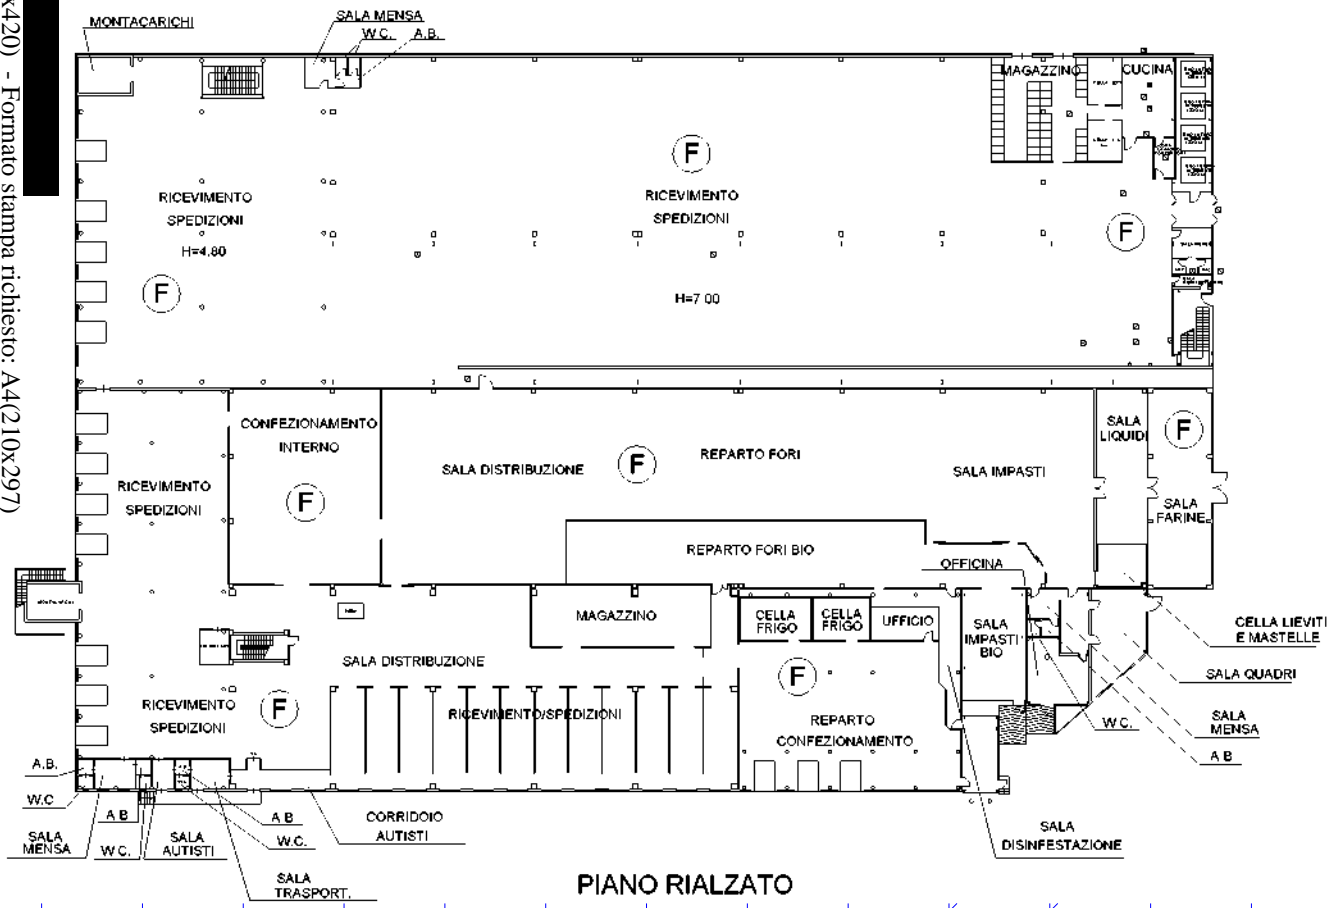 x420) - Formato stampa richiesto: A4(210x297)
MONTACARICHI
SALA MENSA
W.C.
A.B.
MAGAZZINO
CUCINA
F
RICEVIMENTO
SPEDIZIONI
H=4.80
F
RICEVIMENTO
SPEDIZIONI
H=7 00
F
F
CONFEZIONAMENTO
INTERNO
F
RICEVIMENTO
SPEDIZIONI
SALA DISTRIBUZIONE
F
REPARTO FORI
SALA IMPASTI
SALA
LIQUIDI
F
SALA
FARINE
REPARTO FORI BIO
OFFICINA
MAGAZZINO
CELLA
FRIGO
CELLA
FRIGO
UFFICIO
SALA
IMPASTI
BIO
CELLA LIEVITI
E MASTELLE
SALA QUADRI
SALA
MENSA
W C.
A B
SALA DISTRIBUZIONE
F
RICEVIMENTO
SPEDIZIONI
F
RICEVIMENTO/SPEDIZIONI
REPARTO
CONFEZIONAMENTO
A.B.
W.C
SALA
MENSA
A B
W C.
SALA
AUTISTI
A B
W.C.
SALA
TRASPORT.
CORRIDOIO
AUTISTI
SALA
DISINFESTAZIONE
PIANO RIALZATO